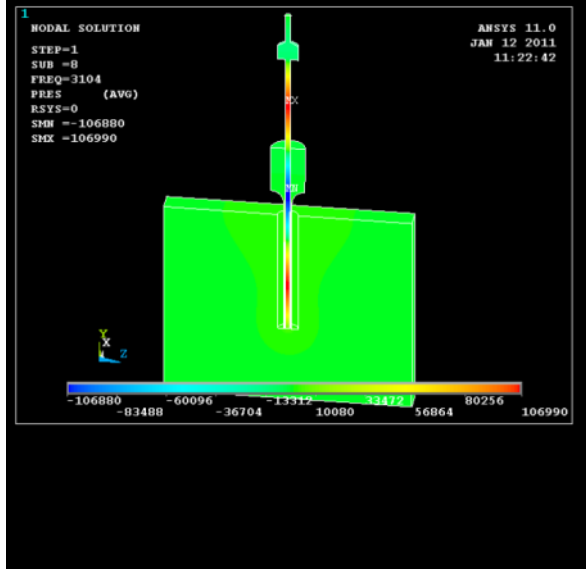 1
NODAL SOLUTION
STEP=1
SUB =8
FREQ=3104
PRES (AVG)
RSYS=0
SMN =-106880
SMX =106990
ANSYS 11.0
JAN 12 2011
11:22:42
MX
MN
Y
X
Z
-106880 -60096 -13312 33472 80256
-83488 -36704 10080 56864 106990